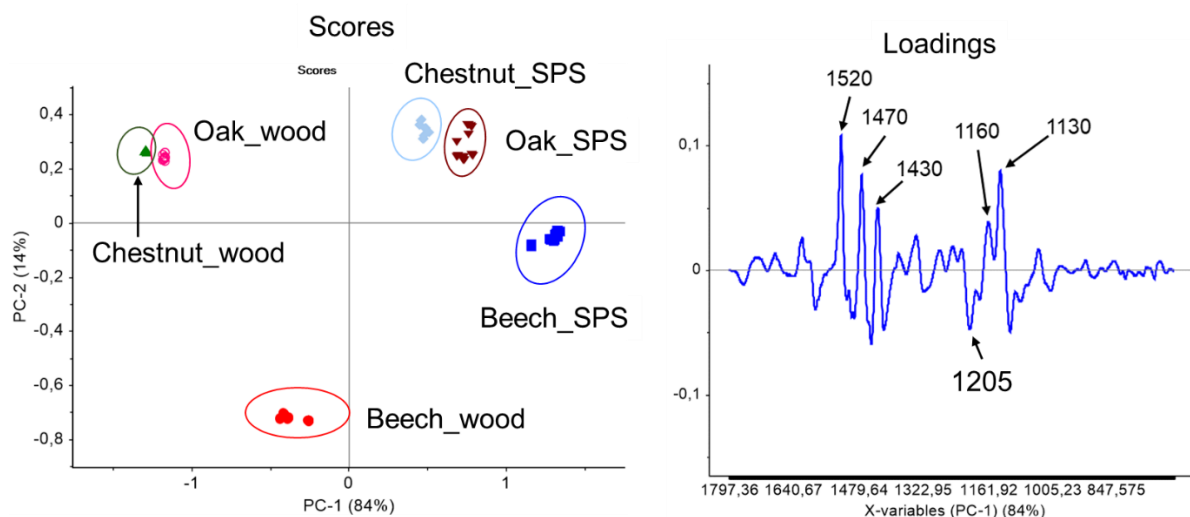 Scores
Scores
Chestnut_SPS
Oak_wood
Oak_SPS
Chestnut_wood
Beech_SPS
Beech_wood
PC-2 (14%)
0,4
0,2
0
-0,2
-0,4
-0,6
-0,8
-1
0
1
PC-1 (84%)
Loadings
1520
1470
1430
1160
1130
1205
0,1
0
-0,1
1797,36 1640,67 1479,64 1322,95 1161,92 1005,23 847,575
X-variables (PC-1) (84%)